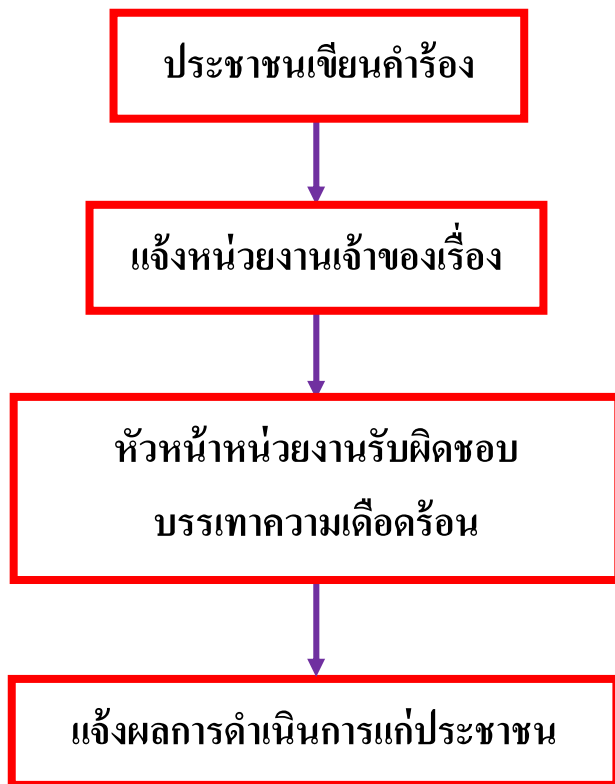 ประชาชนเขียนคำร้อง
แจ้งหน่วยงานเจ้าของเรื่อง
หัวหน้าหน่วยงานรับผิดชอบ
บรรเทาความเดือดร้อน
แจ้งผลการดำเนินการแก่ประชาชน